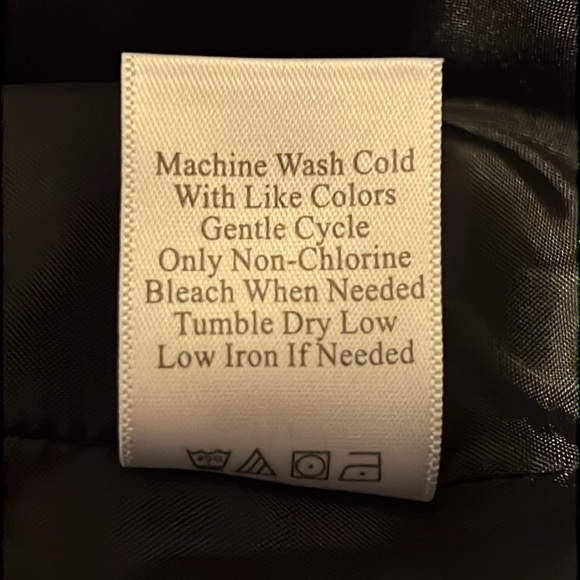 Machine Wash Cold
With Like Colors
Gentle Cycle
Only Non-Chlorine
Bleach When Needed
Tumble Dry Low
Low Iron If Needed